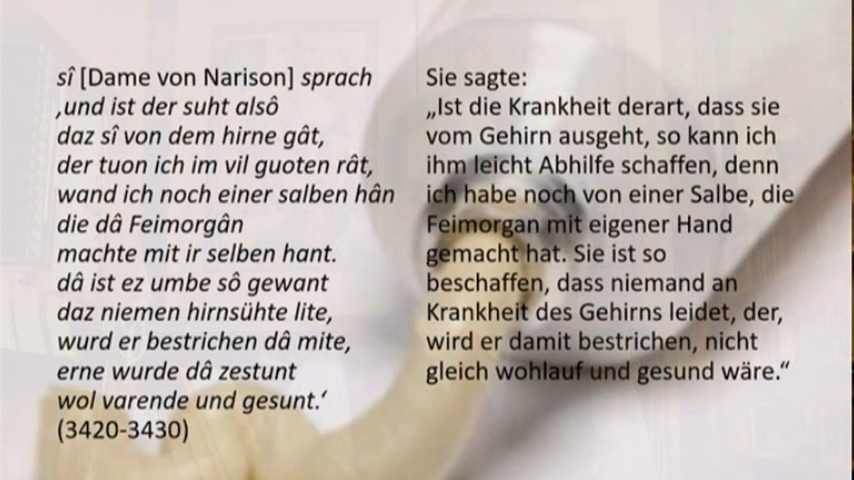 sî [Dame von Narison] sprach
‚und ist der suht alsô
daz sî von dem hirne gât,
der tuon ich im vil guoten rât,
wand ich noch einer salben hân
die dâ Feimorgân
machte mit ir selben hant.
dâ ist ez umbe sô gewant
daz niemen hirnsühte lite,
wurd er bestrichen dâ mite,
erne wurde dâ zestunt
wol varende und gesunt.‘
(3420-3430)
Sie sagte:
„Ist die Krankheit derart, dass sie
vom Gehirn ausgeht, so kann ich
ihm leicht Abhilfe schaffen, denn
ich habe noch von einer Salbe, die
Feimorgan mit eigener Hand
gemacht hat. Sie ist so
beschaffen, dass niemand an
Krankheit des Gehirns leidet, der,
wird er damit bestrichen, nicht
gleich wohlauf und gesund wäre.“